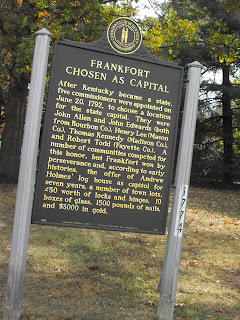 FRANKFORT
CHOSEN AS CAPITAL
After Kentucky became a state,
five commissioners were appointed on
June 20, 1792, to choose a location
for the state capital. They were
John Allen and John Edwards (both
from Bourbon Co.), Henry Lee (Mason
Co.), Thomas Kennedy (Madison Co.),
and Robert Todd (Fayette Co.). A
number of communities competed for
this honor, but Frankfort won by
perseverance and, according to early
histories, the offer of Andrew
Holmes' log house as capitol for
seven years, a number of town lots,
£50 worth of locks and hinges, 10
boxes of glass, 1500 pounds of nails,
and $3000 in gold.